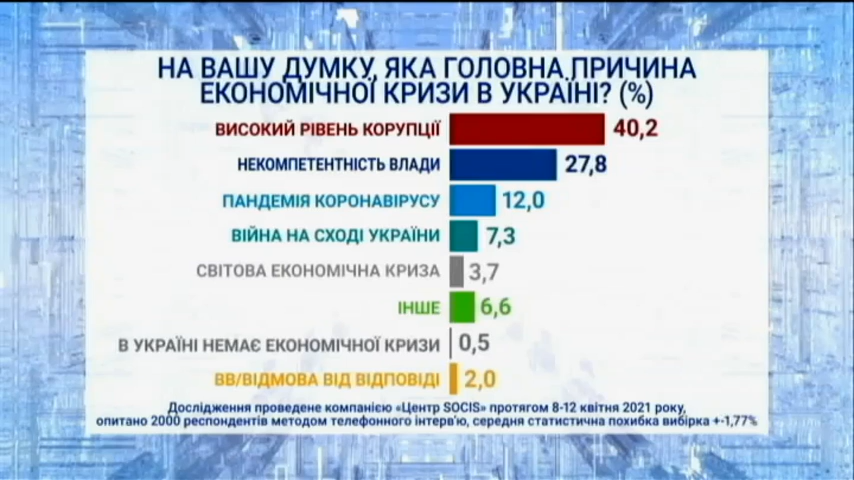 НА ВАШУ ДУМКУ, ЯКА ГОЛОВНА ПРИЧИНА
ЕКОНОМІЧНОЇ КРИЗИ В УКРАЇНІ? (%)
ВИСОКИЙ РІВЕНЬ КОРУПЦІЇ 40,2
НЕКОМПЕТЕНТНІСТЬ ВЛАДИ 27,8
ПАНДЕМІЯ КОРОНАВІРУСУ 12,0
ВІЙНА НА СХОДІ УКРАЇНИ 7,3
СВІТОВА ЕКОНОМІЧНА КРИЗА 3,7
ІНШЕ 6,6
В УКРАЇНІ НЕМАЄ ЕКОНОМІЧНОЇ КРИЗИ 0,5
ВВ/ВІДМОВА ВІД ВІДПОВІДІ 2,0
Дослідження проведене компанією «Центр SOCIS» протягом 8-12 квітня 2021 року,
опитано 2000 респондентів методом телефонного інтерв'ю, середня статистична похибка вибірка +-1,77%